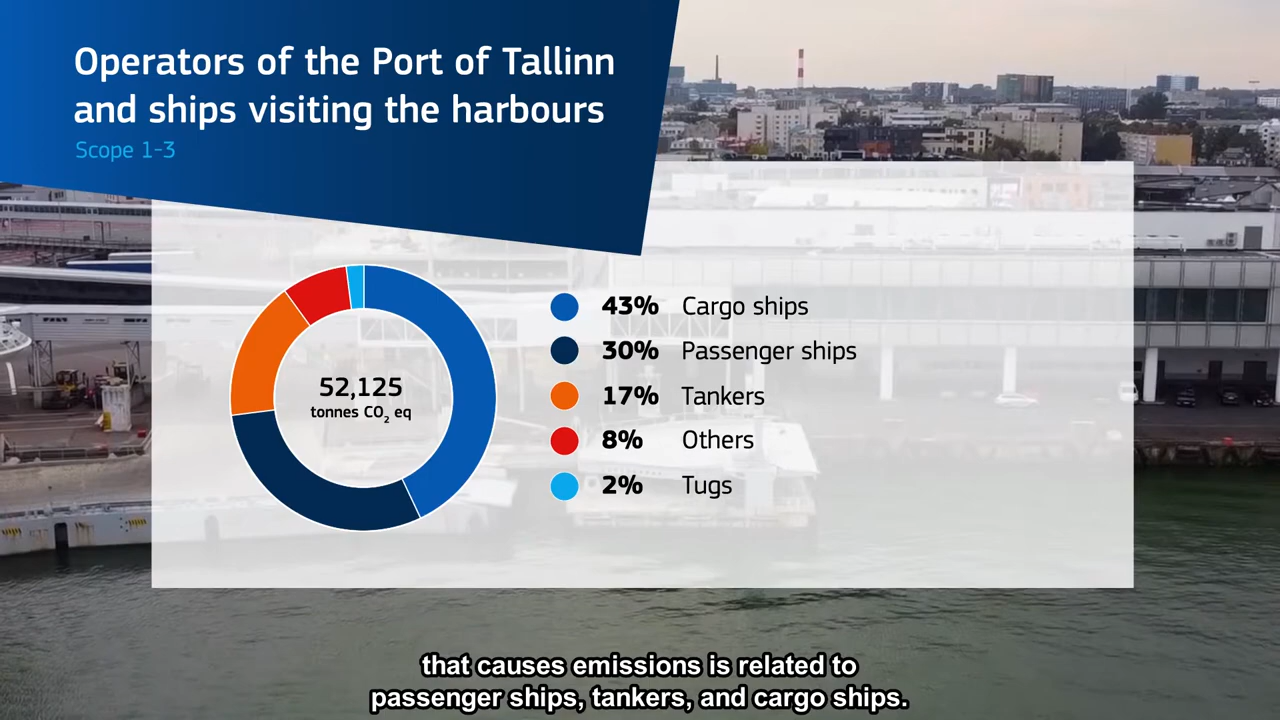 Operators of the Port of Tallinn
and ships visiting the harbours
Scope 1-3
52,125
tonnes CO₂ eq
43% Cargo ships
30% Passenger ships
17% Tankers
8% Others
2% Tugs
that causes emissions is related to
passenger ships, tankers, and cargo ships.